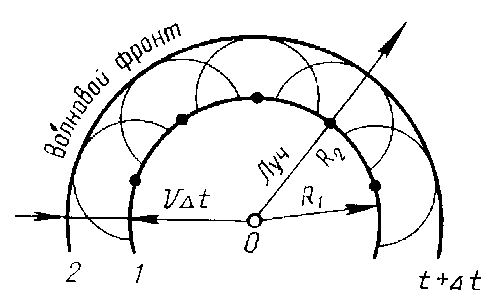 Волновой фронт
Луч
R₂
R₁
VΔt
O
2
1
t+Δt